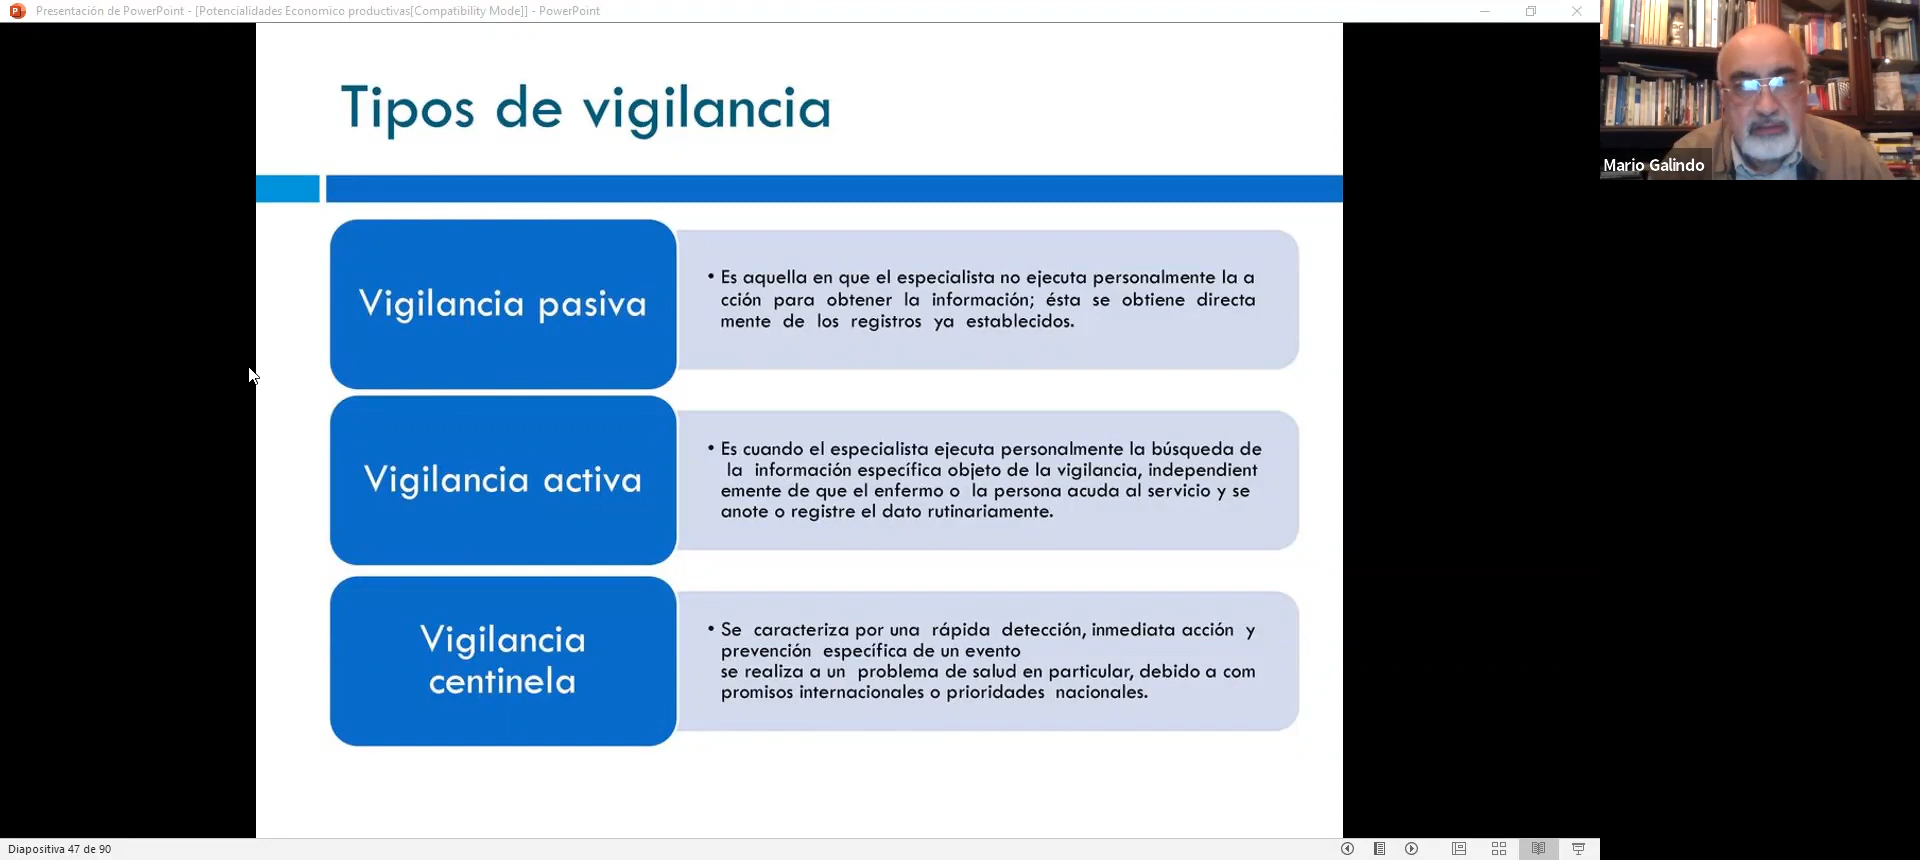 Presentación de PowerPoint - [Potencialidades Economico productivas[Compatibility Mode]] - PowerPoint
Mario Galindo
Tipos de vigilancia
Vigilancia pasiva
• Es aquella en que el especialista no ejecuta personalmente la a
cción para obtener la información; ésta se obtiene directa
mente de los registros ya establecidos.
Vigilancia activa
• Es cuando el especialista ejecuta personalmente la búsqueda de
la información específica objeto de la vigilancia, independient
emente de que el enfermo o la persona acuda al servicio y se
anote o registre el dato rutinariamente.
Vigilancia
centinela
• Se caracteriza por una rápida detección, inmediata acción y
prevención específica de un evento
se realiza a un problema de salud en particular, debido a com
promisos internacionales o prioridades nacionales.
Diapositiva 47 de 90